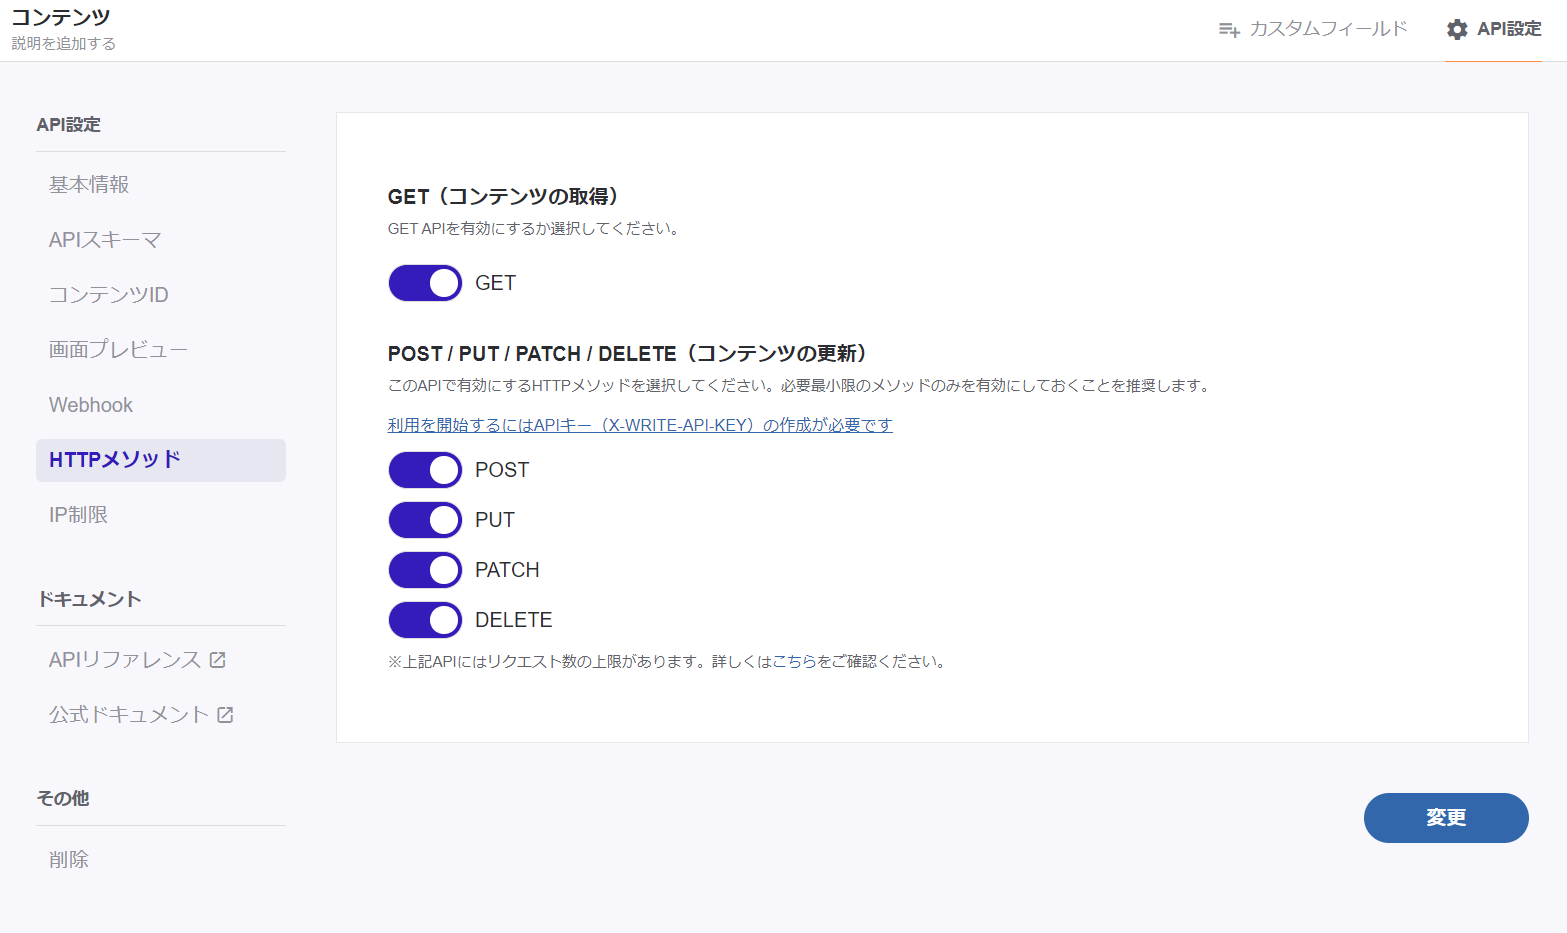 コンテンツ
説明を追加する
カスタムフィールド
API設定
API設定
基本情報
APIスキーマ
コンテンツID
画面プレビュー
Webhook
HTTPメソッド
IP制限
ドキュメント
APIリファレンス
公式ドキュメント
その他
削除
GET（コンテンツの取得）
GET APIを有効にするか選択してください。
GET
POST / PUT / PATCH / DELETE（コンテンツの更新）
このAPIで有効にするHTTPメソッドを選択してください。必要最小限のメソッドのみを有効にしておくことを推奨します。
利用を開始するにはAPIキー（X-WRITE-API-KEY）の作成が必要です
POST
PUT
PATCH
DELETE
※上記APIにはリクエスト数の上限があります。詳しくはこちらをご確認ください。
変更